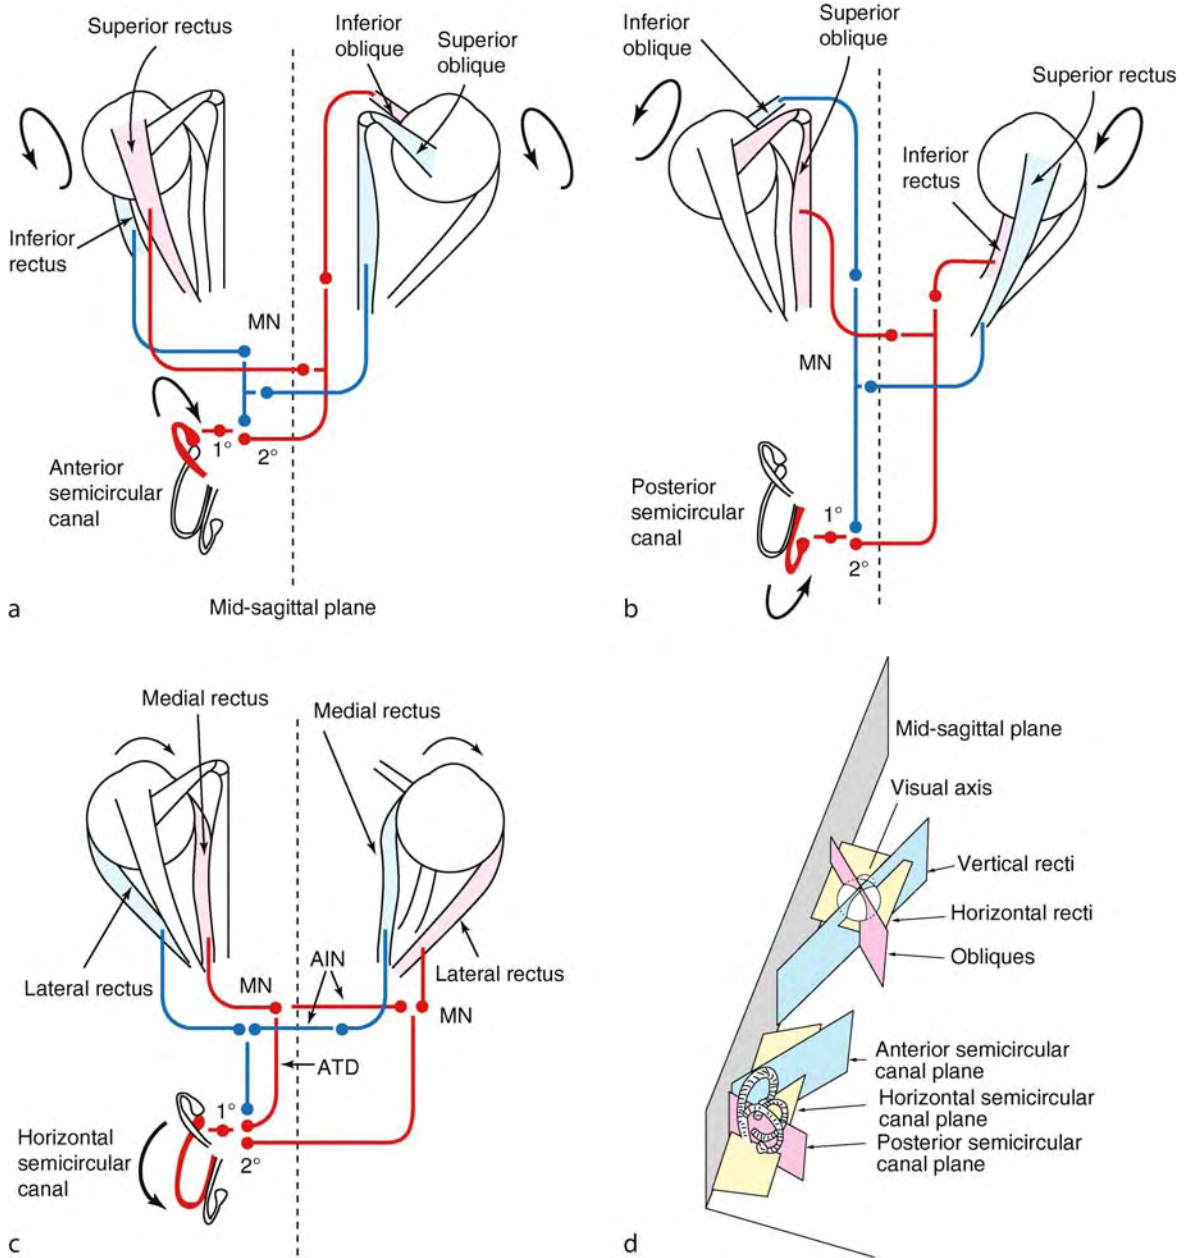 Superior rectus
Inferior
oblique
Superior
oblique
Inferior
rectus
MN
1°
2°
Anterior
semicircular
canal
Mid-sagittal plane
a
Inferior
oblique
Superior
oblique
Superior rectus
Inferior
rectus
MN
Posterior
semicircular
canal
1°
2°
b
Medial rectus
Medial rectus
Lateral rectus
MN
AIN
Lateral rectus
MN
ATD
1°
2°
Horizontal
semicircular
canal
c
Mid-sagittal plane
Visual axis
Vertical recti
Horizontal recti
Obliques
Anterior semicircular
canal plane
Horizontal semicircular
canal plane
Posterior semicircular
canal plane
d